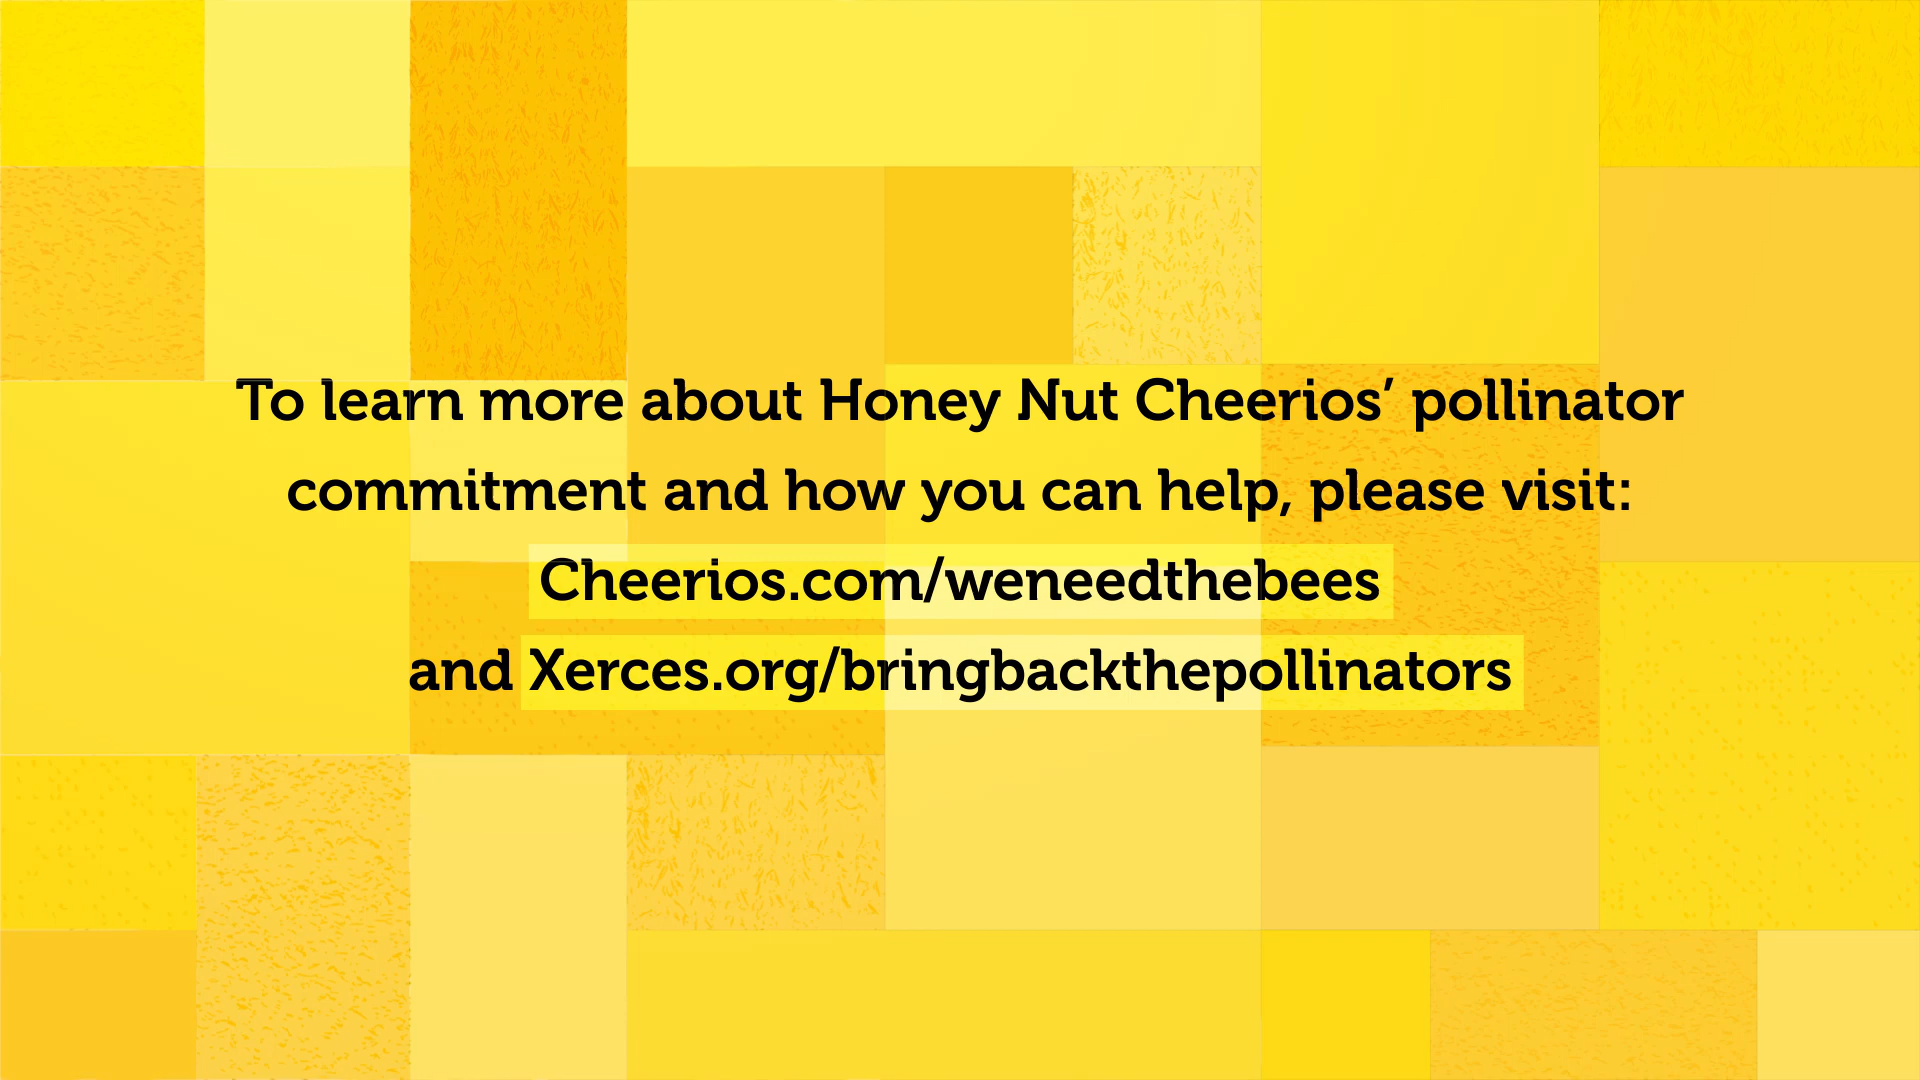 To learn more about Honey Nut Cheerios’ pollinator
commitment and how you can help, please visit:
Cheerios.com/weneedthebees
and Xerces.org/bringbackthepollinators